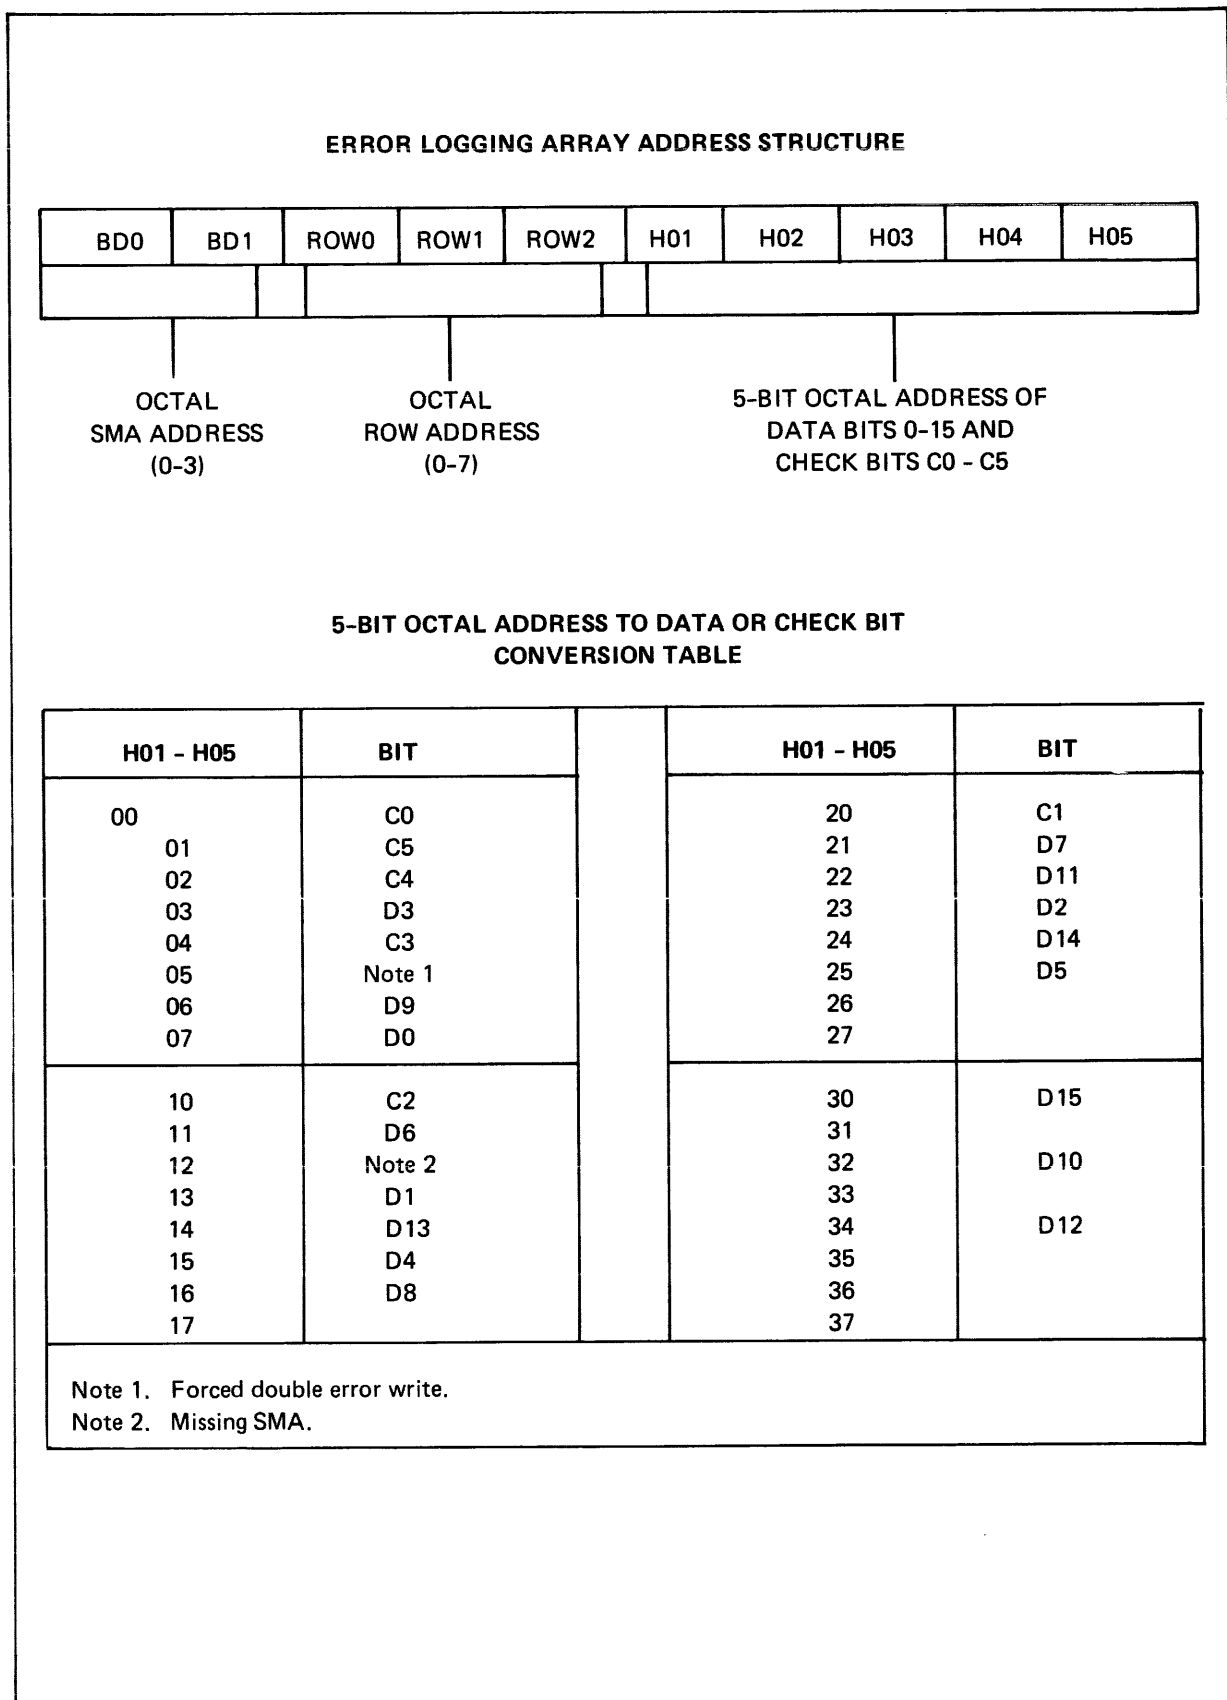 ERROR LOGGING ARRAY ADDRESS STRUCTURE
BD0 BD1 ROW0 ROW1 ROW2 H01 H02 H03 H04 H05
OCTAL
SMA ADDRESS
(0-3)
OCTAL
ROW ADDRESS
(0-7)
5-BIT OCTAL ADDRESS OF
DATA BITS 0-15 AND
CHECK BITS C0 - C5
5-BIT OCTAL ADDRESS TO DATA OR CHECK BIT
CONVERSION TABLE
H01 - H05 BIT H01 - H05 BIT
00 C0 20 C1
01 C5 21 D7
02 C4 22 D11
03 D3 23 D2
04 C3 24 D14
05 Note 1 25 D5
06 D9 26
07 D0 27
10 C2 30 D15
11 D6 31
12 Note 2 32 D10
13 D1 33
14 D13 34 D12
15 D4 35
16 D8 36
17 37
Note 1. Forced double error write.
Note 2. Missing SMA.